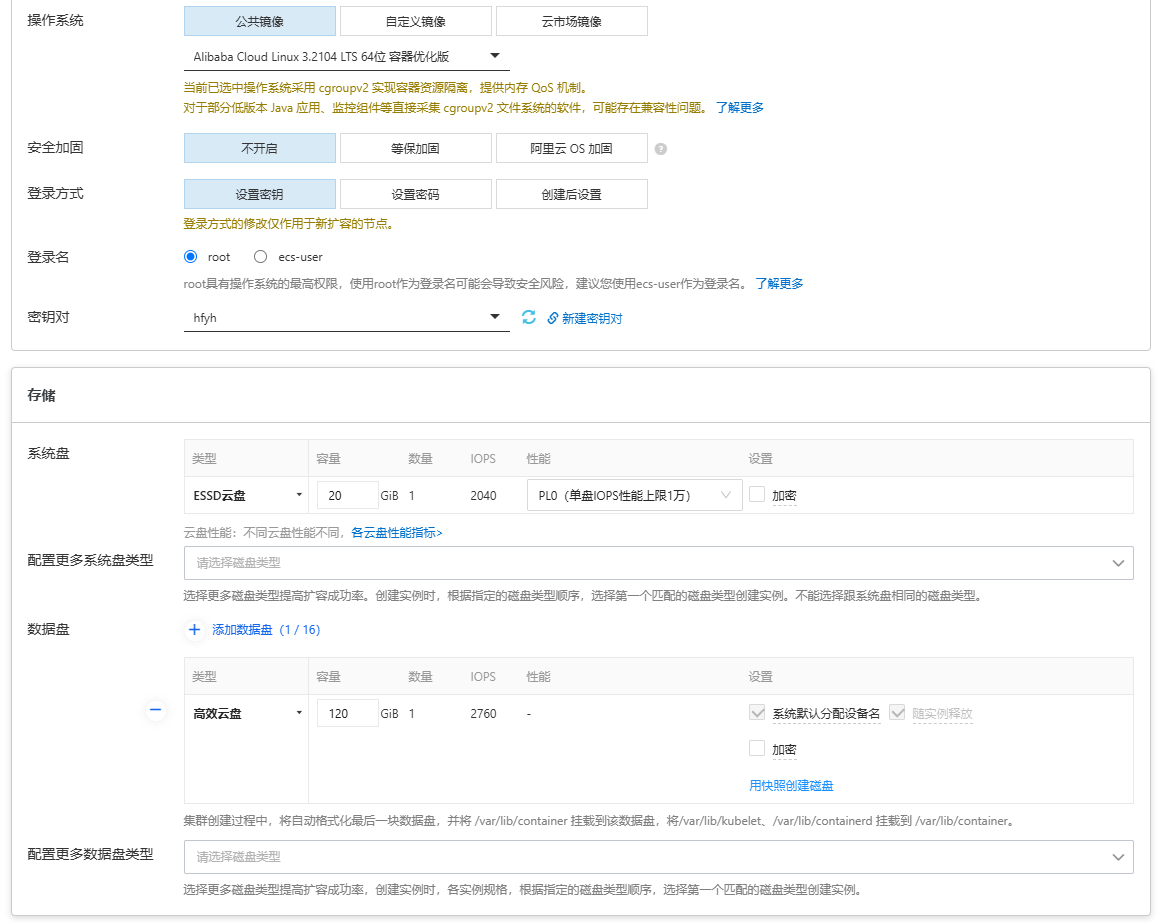 操作系统
公共镜像 自定义镜像 云市场镜像
Alibaba Cloud Linux 3.2104 LTS 64位 容器优化版
当前已选中操作系统采用 cgroupv2 实现容器资源隔离，提供内存 QoS 机制。
对于部分低版本 Java 应用、监控组件等直接采集 cgroupv2 文件系统的软件，可能存在兼容性问题。 了解更多
安全加固
不开启 等保加固 阿里云 OS 加固 ?
登录方式
设置密钥 设置密码 创建后设置
登录方式的修改仅作用于新扩容的节点。
登录名
root ecs-user
root具有操作系统的最高权限，使用root作为登录名可能会导致安全风险，建议您使用ecs-user作为登录名。 了解更多
密钥对
hfyh 新建密钥对
存储
系统盘
类型 容量 数量 IOPS 性能 设置
ESSD云盘 20 GiB 1 2040 PL0（单盘IOPS性能上限1万） 加密
云盘性能：不同云盘性能不同，各云盘性能指标>
配置更多系统盘类型
请选择磁盘类型
选择更多磁盘类型提高扩容成功率。创建实例时，根据指定的磁盘类型顺序，选择第一个匹配的磁盘类型创建实例。不能选择跟系统盘相同的磁盘类型。
数据盘
+ 添加数据盘（1 / 16）
类型 容量 数量 IOPS 性能 设置
高效云盘 120 GiB 1 2760 - 系统默认分配设备名 随实例释放
加密
用快照创建磁盘
集群创建过程中，将自动格式化最后一块数据盘，并将 /var/lib/container 挂载到该数据盘，将/var/lib/kubelet、/var/lib/containerd 挂载到 /var/lib/container。
配置更多数据盘类型
请选择磁盘类型
选择更多磁盘类型提高扩容成功率，创建实例时，各实例规格，根据指定的磁盘类型顺序，选择第一个匹配的磁盘类型创建实例。